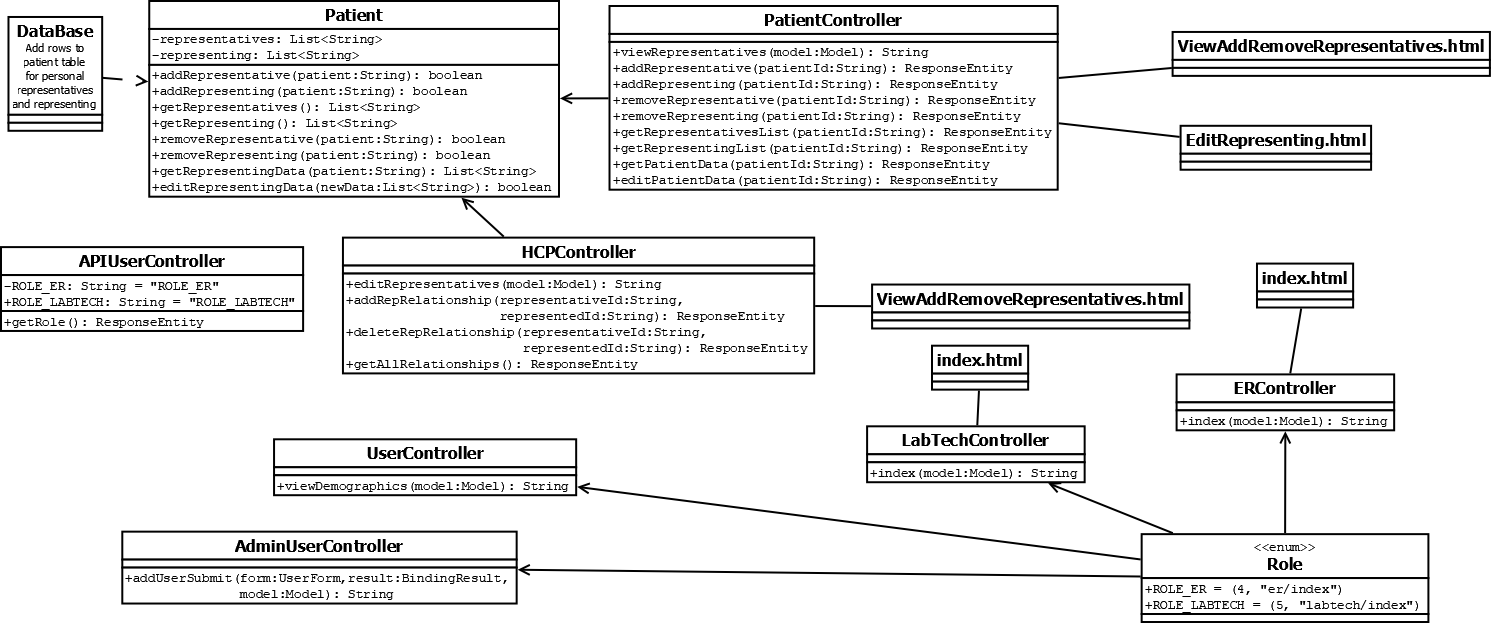 DataBase
Add rows to
patient table
for personal
representatives
and representing
Patient
-representatives: List<String>
-representing: List<String>
+addRepresentative(patient:String): boolean
+addRepresenting(patient:String): boolean
+getRepresentatives(): List<String>
+getRepresenting(): List<String>
+removeRepresentative(patient:String): boolean
+removeRepresenting(patient:String): boolean
+getRepresentingData(patient:String): List<String>
+editRepresentingData(newData:List<String>): boolean
PatientController
+viewRepresentatives(model:Model): String
+addRepresentative(patientId:String): ResponseEntity
+addRepresenting(patientId:String): ResponseEntity
+removeRepresentative(patientId:String): ResponseEntity
+removeRepresenting(patientId:String): ResponseEntity
+getRepresentativesList(patientId:String): ResponseEntity
+getRepresentingList(patientId:String): ResponseEntity
+getPatientData(patientId:String): ResponseEntity
+editPatientData(patientId:String): ResponseEntity
ViewAddRemoveRepresentatives.html
EditRepresenting.html
APIUserController
-ROLE_ER: String = "ROLE_ER"
+ROLE_LABTECH: String = "ROLE_LABTECH"
+getRole(): ResponseEntity
HCPController
+editRepresentatives(model:Model): String
+addRepRelationship(representativeId:String,
representedId:String): ResponseEntity
+deleteRepRelationship(representativeId:String,
representedId:String): ResponseEntity
+getAllRelationships(): ResponseEntity
ViewAddRemoveRepresentatives.html
index.html
index.html
ERController
+index(model:Model): String
LabTechController
+index(model:Model): String
UserController
+viewDemographics(model:Model): String
AdminUserController
+addUserSubmit(form:UserForm,result:BindingResult,
model:Model): String
<<enum>>
Role
+ROLE_ER = (4, "er/index")
+ROLE_LABTECH = (5, "labtech/index")